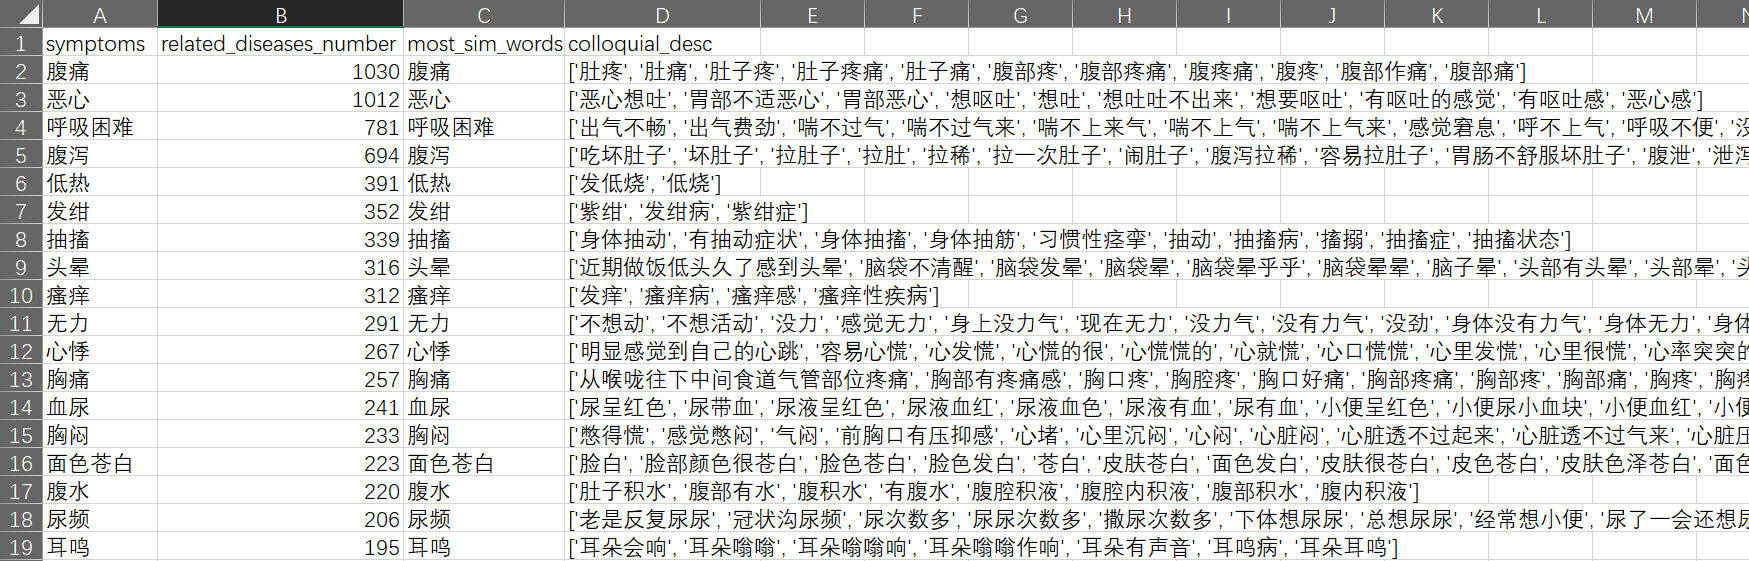 A B C D E F G H I J K L M N
1 symptoms related_diseases_number most_sim_words colloquial_desc
2 腹痛 1030 腹痛 ['肚疼', '肚痛', '肚子疼', '肚子疼痛', '肚子痛', '腹部疼', '腹部疼痛', '腹疼痛', '腹疼', '腹部作痛', '腹部痛']
3 恶心 1012 恶心 ['恶心想吐', '胃部不适恶心', '胃部恶心', '想呕吐', '想吐', '想吐吐不出来', '想要呕吐', '有呕吐的感觉', '有呕吐感', '恶心感']
4 呼吸困难 781 呼吸困难 ['出气不畅', '出气费劲', '喘不过气', '喘不过气来', '喘不上来气', '喘不上气', '喘不上气来', '感觉窘息', '呼不上气', '呼吸不便', '没
5 腹泻 694 腹泻 ['吃坏肚子', '坏肚子', '拉肚子', '拉肚', '拉稀', '拉一次肚子', '闹肚子', '腹泻拉稀', '容易拉肚子', '胃肠不舒服坏肚子', '腹泄', '泄泻
6 低热 391 低热 ['发低烧', '低烧']
7 发绀 352 发绀 ['紫绀', '发绀病', '紫绀症']
8 抽搐 339 抽搐 ['身体抽动', '有抽动症状', '身体抽搐', '身体抽筋', '习惯性痉挛', '抽动', '抽搐病', '搐搦', '抽搐症', '抽搐状态']
9 头晕 316 头晕 ['近期做饭低头久了感到头晕', '脑袋不清醒', '脑袋发晕', '脑袋晕', '脑袋晕乎乎', '脑袋晕晕', '脑子晕', '头部有头晕', '头部晕', '头
10 瘙痒 312 瘙痒 ['发痒', '瘙痒病', '瘙痒感', '瘙痒性疾病']
11 无力 291 无力 ['不想动', '不想活动', '没力', '感觉无力', '身上没力气', '现在无力', '没力气', '没有力气', '没劲', '身体没有力气', '身体无力', '身体
12 心悸 267 心悸 ['明显感觉到自己的心跳', '容易心慌', '心发慌', '心慌的很', '心慌慌的', '心就慌', '心口慌慌', '心里发慌', '心里很慌', '心率突突的
13 胸痛 257 胸痛 ['从喉咙往下中间食道气管部位疼痛', '胸部有疼痛感', '胸口疼', '胸腔疼', '胸口好痛', '胸部疼痛', '胸部疼', '胸部痛', '胸疼', '胸疼
14 血尿 241 血尿 ['尿呈红色', '尿带血', '尿液呈红色', '尿液血红', '尿液血色', '尿液有血', '尿有血', '小便呈红色', '小便尿小血块', '小便血红', '小便
15 胸闷 233 胸闷 ['憋得慌', '感觉憋闷', '气闷', '前胸口有压抑感', '心堵', '心里沉闷', '心闷', '心脏闷', '心脏透不过起来', '心脏透不过气来', '心脏压
16 面色苍白 223 面色苍白 ['脸白', '脸部颜色很苍白', '脸色苍白', '脸色发白', '苍白', '皮肤苍白', '面色发白', '皮肤很苍白', '皮色苍白', '皮肤色泽苍白', '面色
17 腹水 220 腹水 ['肚子积水', '腹部有水', '腹积水', '有腹水', '腹腔积液', '腹腔内积液', '腹部积水', '腹内积液']
18 尿频 206 尿频 ['老是反复尿尿', '冠状沟尿频', '尿次数多', '尿尿次数多', '撒尿次数多', '下体想尿尿', '总想尿尿', '经常想小便', '尿了一会还想尿
19 耳鸣 195 耳鸣 ['耳朵会响', '耳朵嗡嗡', '耳朵嗡嗡响', '耳朵嗡嗡作响', '耳朵有声音', '耳鸣病', '耳朵耳鸣']